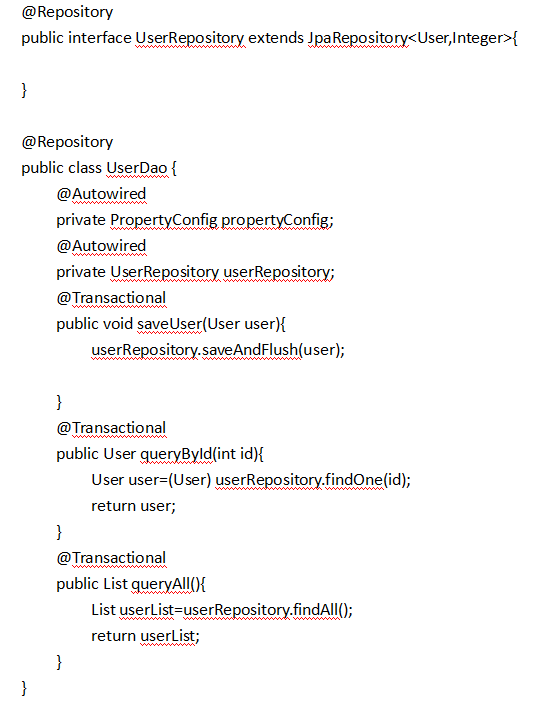 @Repository
public interface UserRepository extends JpaRepository<User,Integer>{
}
@Repository
public class UserDao {
@Autowired
private PropertyConfig propertyConfig;
@Autowired
private UserRepository userRepository;
@Transactional
public void saveUser(User user){
userRepository.saveAndFlush(user);
}
@Transactional
public User queryById(int id){
User user=(User) userRepository.findOne(id);
return user;
}
@Transactional
public List queryAll(){
List userList=userRepository.findAll();
return userList;
}
}